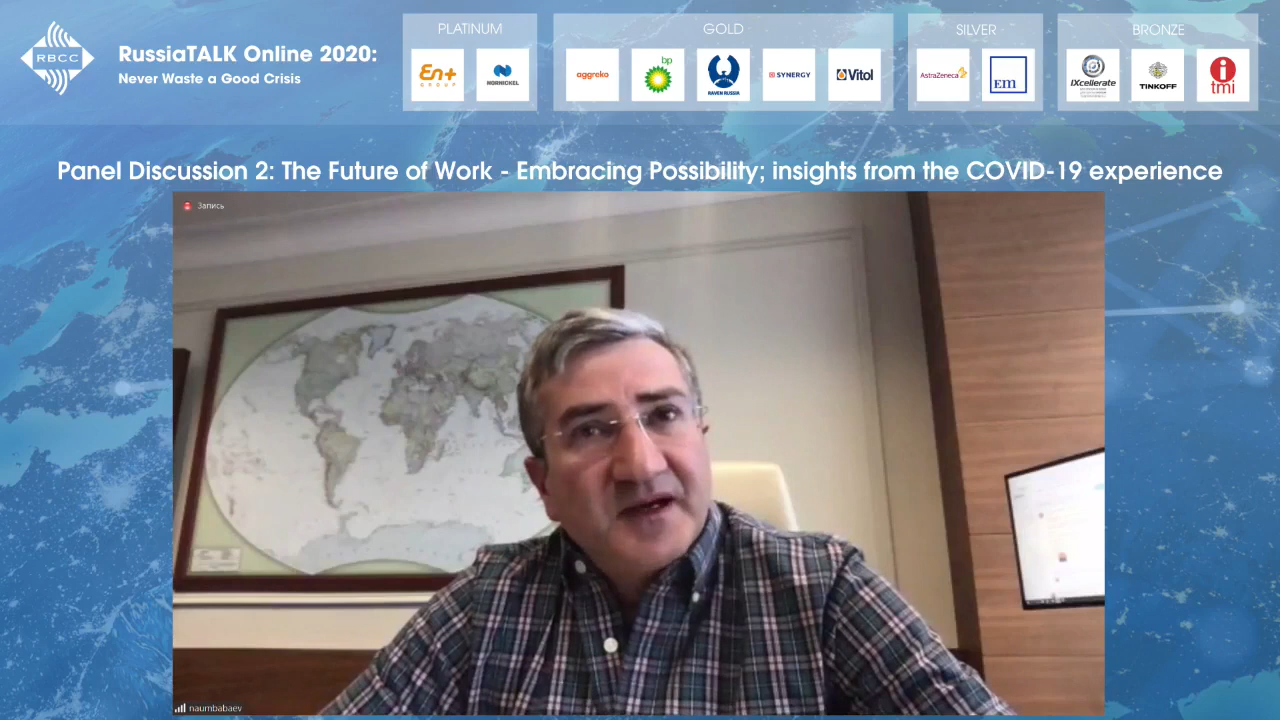 RBCC
RussiaTALK Online 2020:
Never Waste a Good Crisis
PLATINUM
GOLD
SILVER
BRONZE
En+
GROUP
NORNICKEL
aggreko
bp
RAVEN RUSSIA
SYNERGY
Vitol
AstraZeneca
EM
IXcellerate
TINKOFF
i
tmi
Panel Discussion 2: The Future of Work - Embracing Possibility; insights from the COVID-19 experience
Запись
naumbabaev